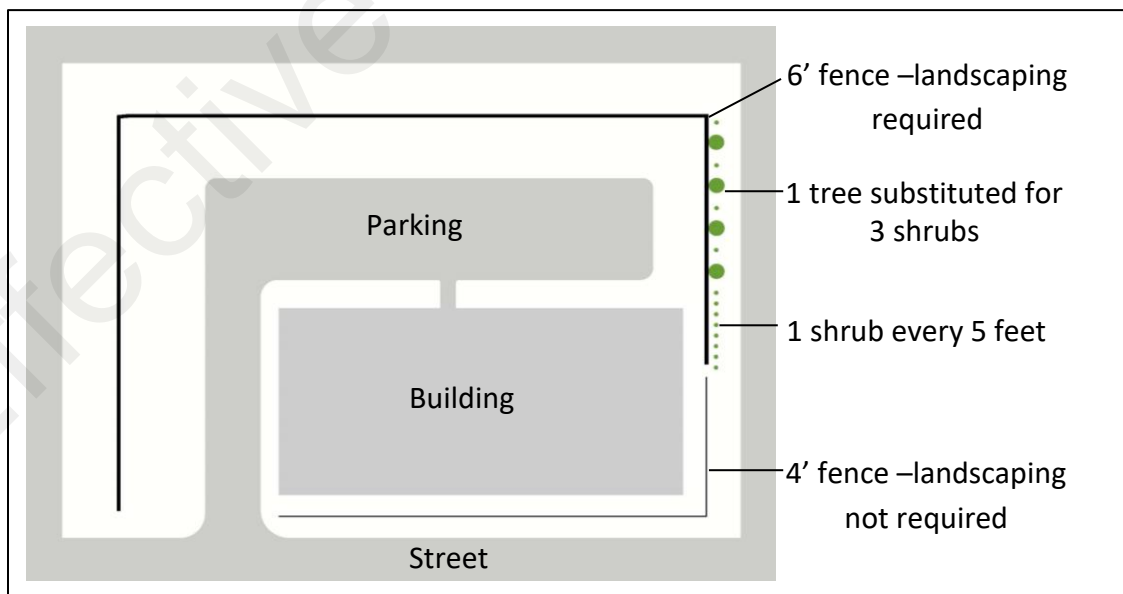 6’ fence –landscaping
required
1 tree substituted for
3 shrubs
Parking
1 shrub every 5 feet
Building
4’ fence –landscaping
not required
Street
ffective